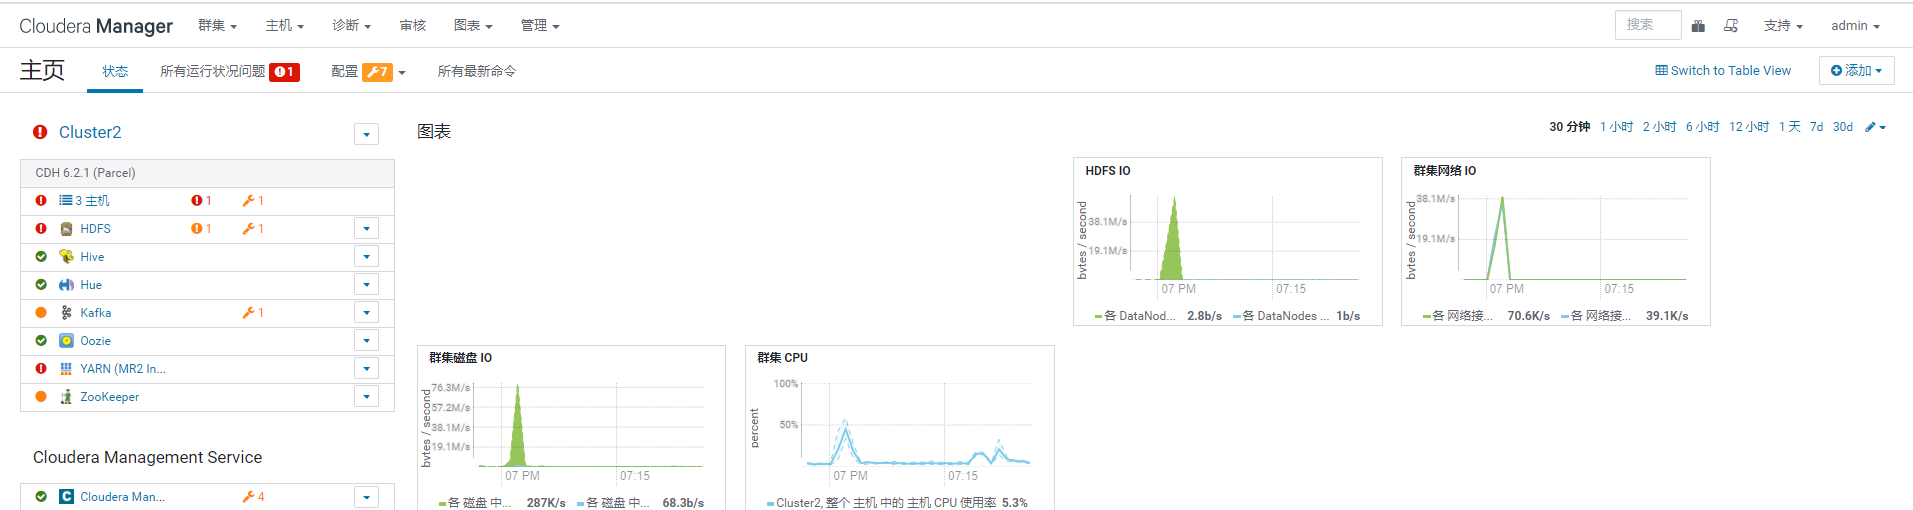 Cloudera Manager 群集 主机 诊断 审核 图表 管理 搜索 支持 admin
主页 状态 所有运行状况问题 1 配置 7 所有最新命令 Switch to Table View 添加
Cluster2
CDH 6.2.1 (Parcel)
3 主机 1 1
HDFS 1 1
Hive
Hue
Kafka 1
Oozie
YARN (MR2 In...
ZooKeeper
Cloudera Management Service
Cloudera Man... 4
图表 30 分钟 1 小时 2 小时 6 小时 12 小时 1 天 7d 30d
HDFS IO
bytes / second
38.1M/s
19.1M/s
07 PM 07:15
各 DataNod... 2.8b/s 各 DataNodes ... 1b/s
群集网络 IO
bytes / second
38.1M/s
19.1M/s
07 PM 07:15
各 网络接... 70.6K/s 各 网络接... 39.1K/s
群集磁盘 IO
bytes / second
76.3M/s
57.2M/s
38.1M/s
19.1M/s
07 PM 07:15
各 磁盘 中... 287K/s 各 磁盘 中... 68.3b/s
群集 CPU
percent
100%
50%
07 PM 07:15
Cluster2, 整个 主机 中的 主机 CPU 使用率 5.3%